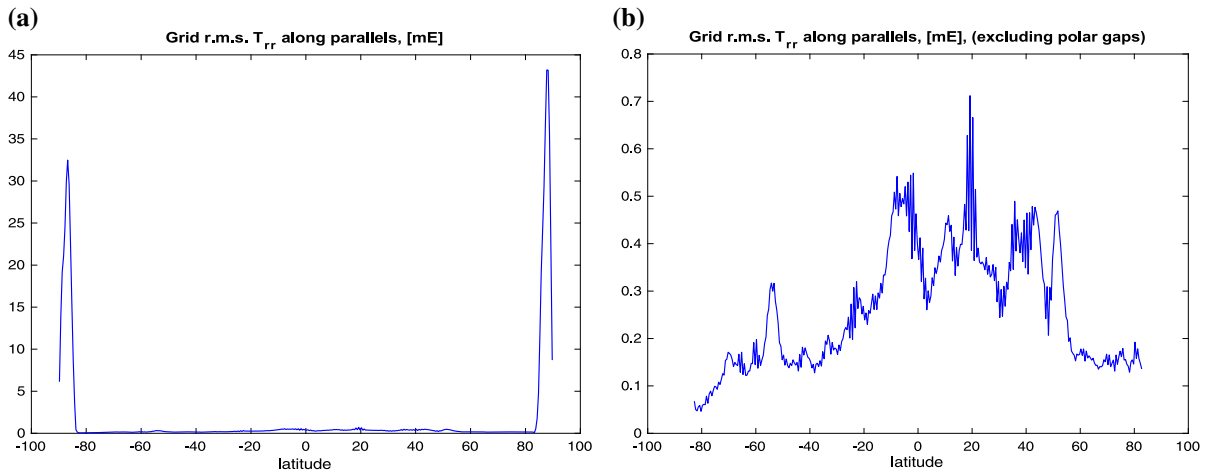 (a)
Grid r.m.s. T_rr along parallels, [mE]
45
40
35
30
25
20
15
10
5
0
-100 -80 -60 -40 -20 0 20 40 60 80 100
latitude
(b)
Grid r.m.s. T_rr along parallels, [mE], (excluding polar gaps)
0.8
0.7
0.6
0.5
0.4
0.3
0.2
0.1
0
-100 -80 -60 -40 -20 0 20 40 60 80 100
latitude